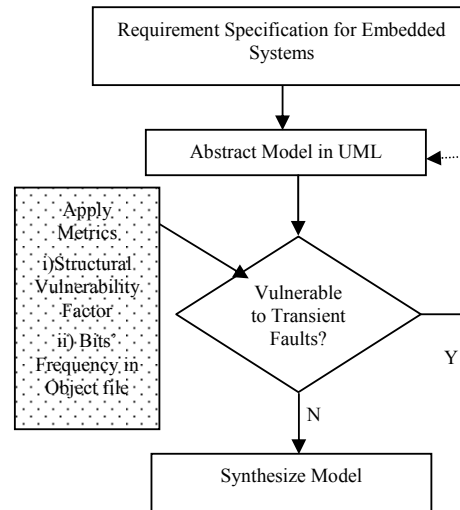 Requirement Specification for Embedded
Systems
Abstract Model in UML
Apply
Metrics
i)Structural
Vulnerability
Factor
ii) Bits'
Frequency in
Object file
Vulnerable
to Transient
Faults?
Y
N
Synthesize Model